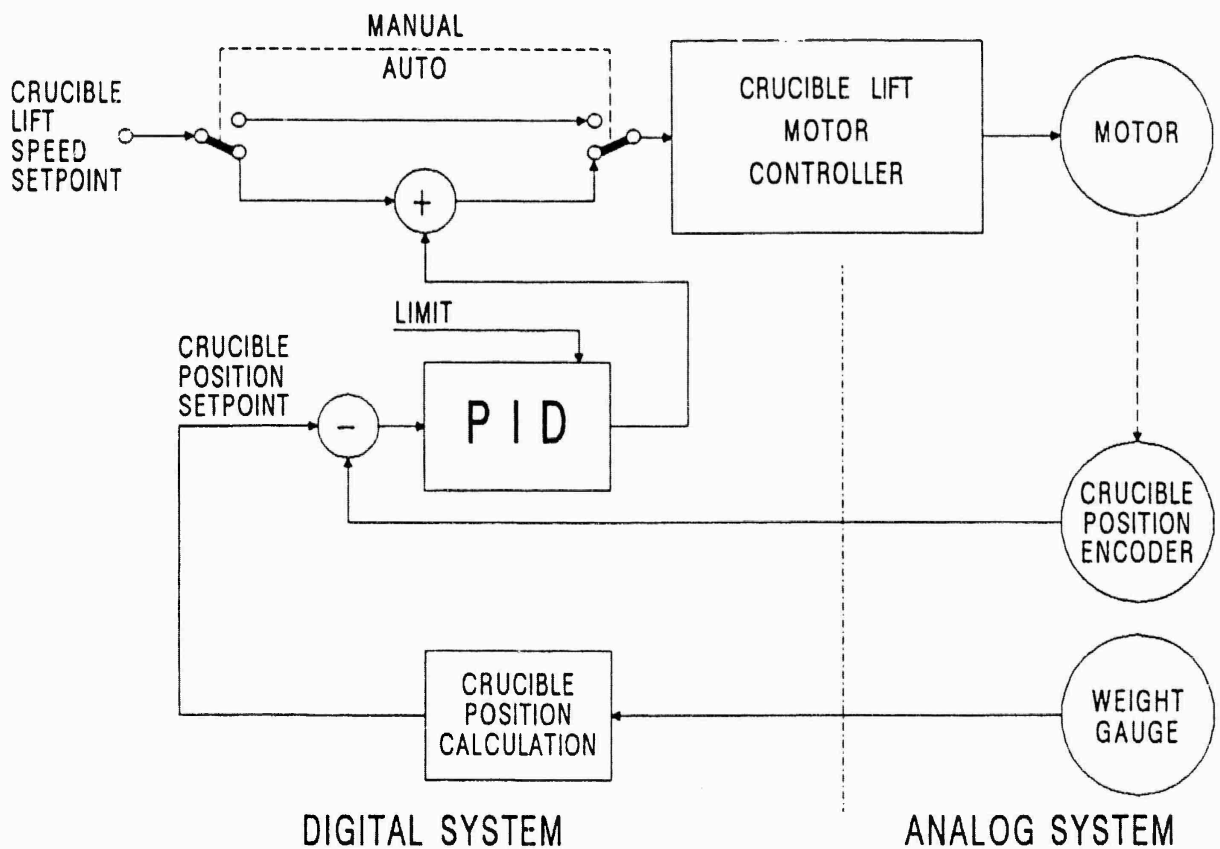 MANUAL
AUTO
CRUCIBLE
LIFT
SPEED
SETPOINT
CRUCIBLE LIFT
MOTOR
CONTROLLER
MOTOR
+
LIMIT
CRUCIBLE
POSITION
SETPOINT
-
PID
CRUCIBLE
POSITION
ENCODER
CRUCIBLE
POSITION
CALCULATION
WEIGHT
GAUGE
DIGITAL SYSTEM
ANALOG SYSTEM